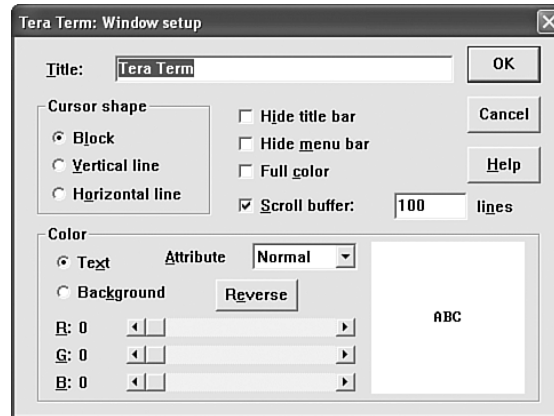 Tera Term: Window setup
Title: Tera Term
OK
Cursor shape
Block
Vertical line
Horizontal line
Hide title bar
Hide menu bar
Full color
Scroll buffer: 100 lines
Cancel
Help
Color
Text
Attribute Normal
Background
Reverse
R: 0
G: 0
B: 0
ABC